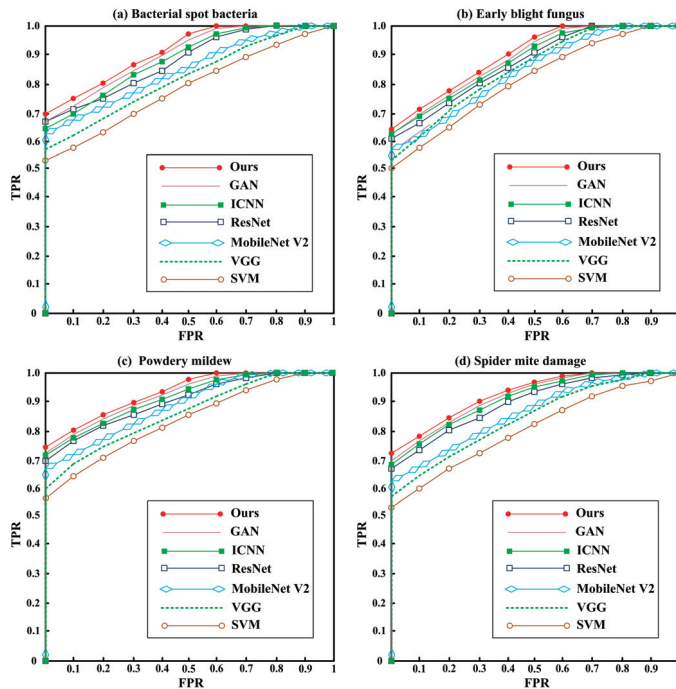 (a) Bacterial spot bacteria
1.0
0.9
0.8
0.7
0.6
0.5
0.4
0.3
0.2
0.1
0
TPR
Ours
GAN
ICNN
ResNet
MobileNet V2
VGG
SVM
0.1 0.2 0.3 0.4 0.5 0.6 0.7 0.8 0.9 1
FPR
(b) Early blight fungus
1.0
0.9
0.8
0.7
0.6
0.5
0.4
0.3
0.2
0.1
0
TPR
Ours
GAN
ICNN
ResNet
MobileNet V2
VGG
SVM
0.1 0.2 0.3 0.4 0.5 0.6 0.7 0.8 0.9
FPR
(c) Powdery mildew
1.0
0.9
0.8
0.7
0.6
0.5
0.4
0.3
0.2
0.1
0
TPR
Ours
GAN
ICNN
ResNet
MobileNet V2
VGG
SVM
0.1 0.2 0.3 0.4 0.5 0.6 0.7 0.8 0.9 1
FPR
(d) Spider mite damage
1.0
0.9
0.8
0.7
0.6
0.5
0.4
0.3
0.2
0.1
0
TPR
Ours
GAN
ICNN
ResNet
MobileNet V2
VGG
SVM
0.1 0.2 0.3 0.4 0.5 0.6 0.7 0.8 0.9
FPR